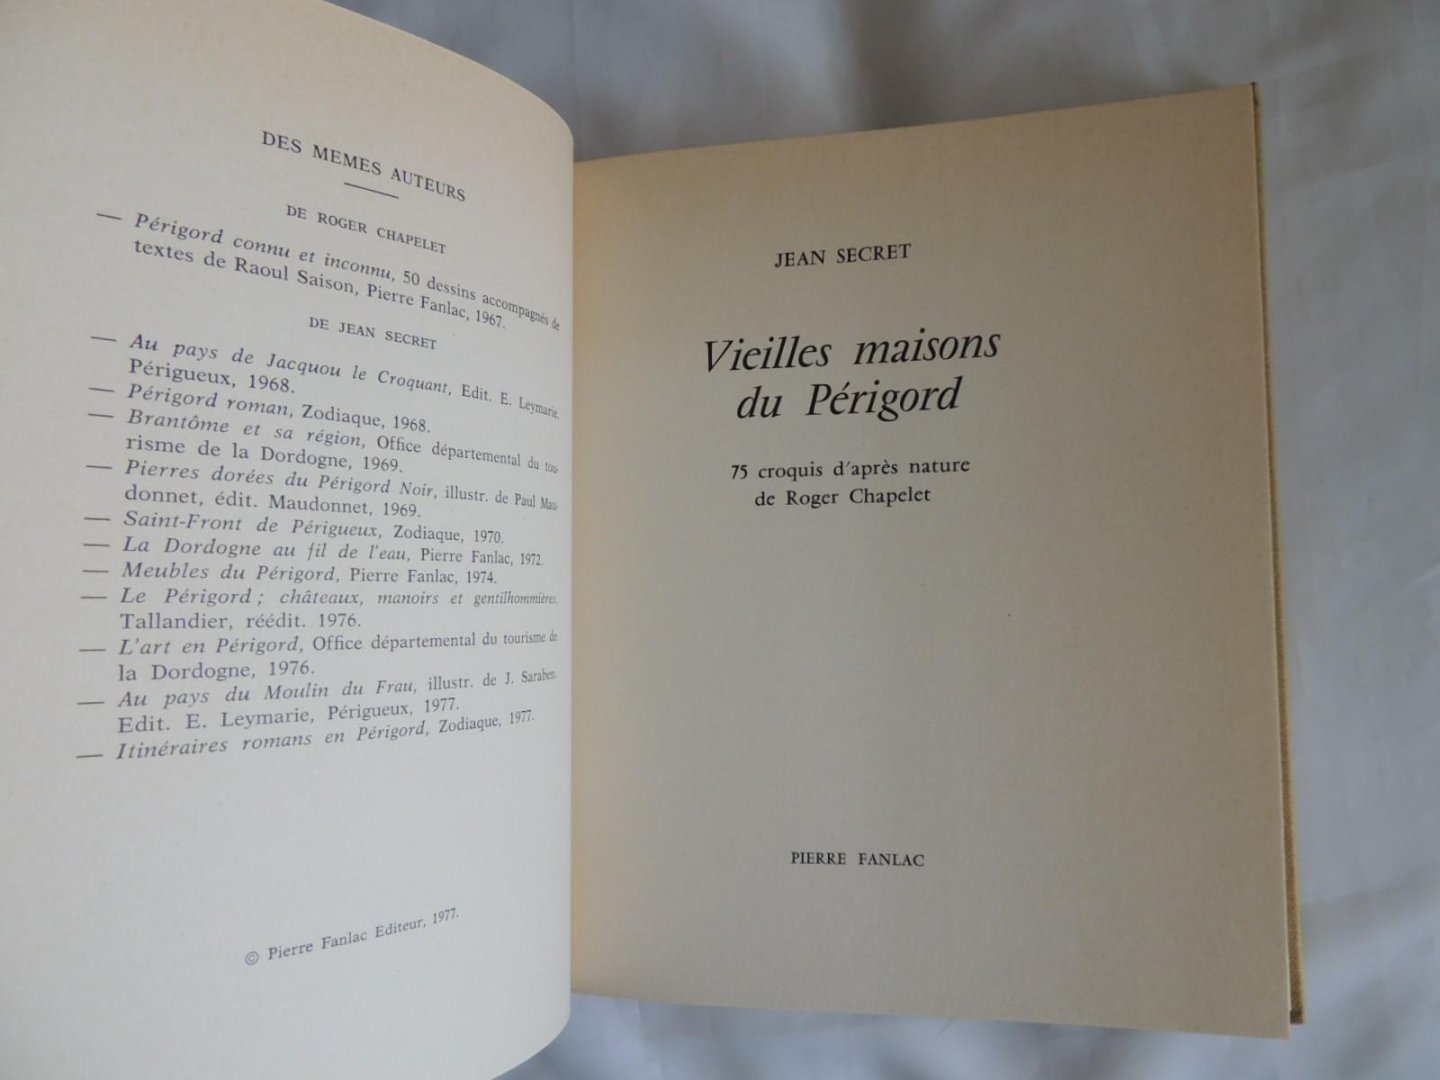 DES MEMES AUTEURS
DE ROGER CHAPELET
— Périgord connu et inconnu, 50 dessins accompagnés de
textes de Raoul Saison, Pierre Fanlac, 1967.
DE JEAN SECRET
— Au pays de Jacquou le Croquant, Edit. E. Leymarie,
Périgueux, 1968.
— Périgord roman, Zodiaque, 1968.
— Brantôme et sa région, Office départemental du tou-
risme de la Dordogne, 1969.
— Pierres dorées du Périgord Noir, illustr. de Paul Mau-
donnet, édit. Maudonnet, 1969.
— Saint-Front de Périgueux, Zodiaque, 1970.
— La Dordogne au fil de l'eau, Pierre Fanlac, 1972.
— Meubles du Périgord, Pierre Fanlac, 1974.
— Le Périgord ; châteaux, manoirs et gentilhommières,
Tallandier, réédit. 1976.
— L'art en Périgord, Office départemental du tourisme de
la Dordogne, 1976.
— Au pays du Moulin du Frau, illustr. de J. Saraben,
Edit. E. Leymarie, Périgueux, 1977.
— Itinéraires romans en Périgord, Zodiaque, 1977.
© Pierre Fanlac Editeur, 1977.
JEAN SECRET
Vieilles maisons
du Périgord
75 croquis d'après nature
de Roger Chapelet
PIERRE FANLAC